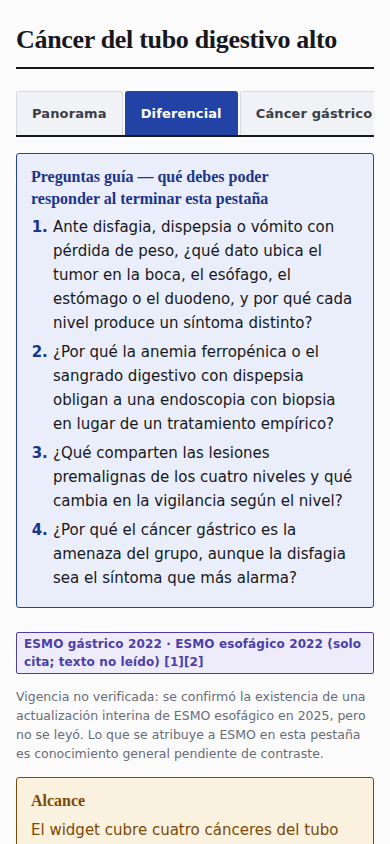 Cáncer del tubo digestivo alto
Panorama
Diferencial
Cáncer gástrico
Preguntas guía — qué debes poder
responder al terminar esta pestaña
1. Ante disfagia, dispepsia o vómito con
pérdida de peso, ¿qué dato ubica el
tumor en la boca, el esófago, el
estómago o el duodeno, y por qué cada
nivel produce un síntoma distinto?
2. ¿Por qué la anemia ferropénica o el
sangrado digestivo con dispepsia
obligan a una endoscopia con biopsia
en lugar de un tratamiento empírico?
3. ¿Qué comparten las lesiones
premalignas de los cuatro niveles y qué
cambia en la vigilancia según el nivel?
4. ¿Por qué el cáncer gástrico es la
amenaza del grupo, aunque la disfagia
sea el síntoma que más alarma?
ESMO gástrico 2022 · ESMO esofágico 2022 (solo
cita; texto no leído) [1][2]
Vigencia no verificada: se confirmó la existencia de una
actualización interina de ESMO esofágico en 2025, pero
no se leyó. Lo que se atribuye a ESMO en esta pestaña
es conocimiento general pendiente de contraste.
Alcance
El widget cubre cuatro cánceres del tubo